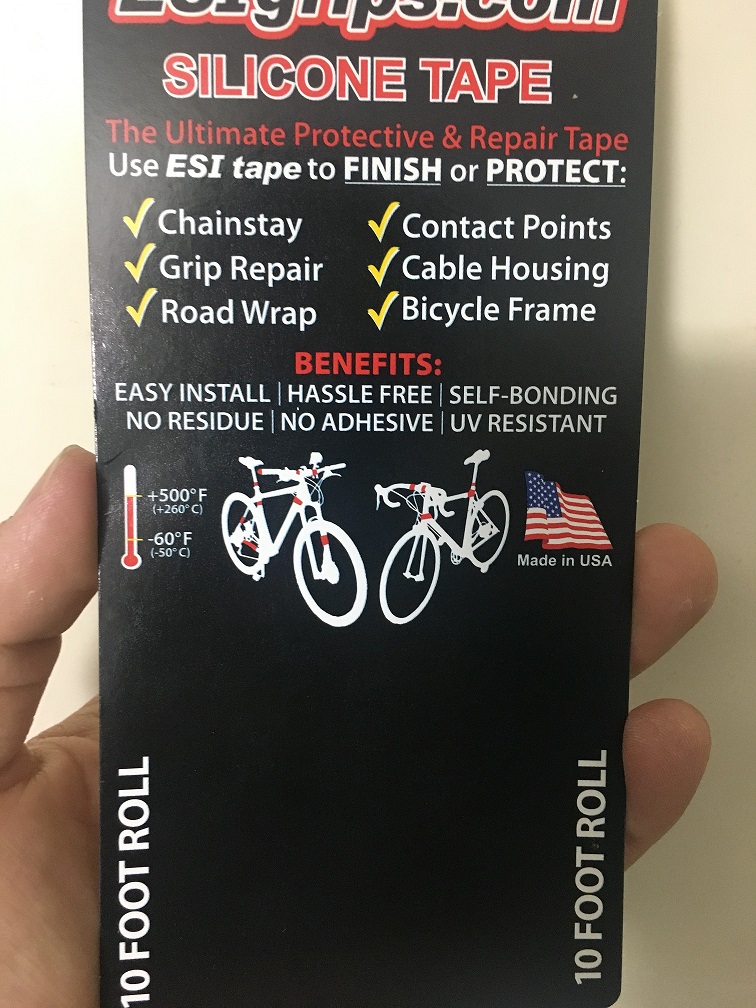 ESIgrips.com
SILICONE TAPE
The Ultimate Protective & Repair Tape
Use ESI tape to FINISH or PROTECT:
Chainstay
Grip Repair
Road Wrap
Contact Points
Cable Housing
Bicycle Frame
BENEFITS:
EASY INSTALL | HASSLE FREE | SELF-BONDING
NO RESIDUE | NO ADHESIVE | UV RESISTANT
+500°F
(+260°C)
-60°F
(-50°C)
Made in USA
10 FOOT ROLL
10 FOOT ROLL